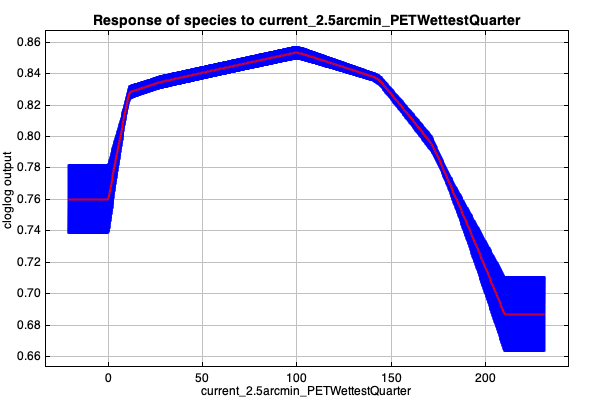 Response of species to current_2.5arcmin_PETWettestQuarter
0.86
0.84
0.82
0.80
0.78
0.76
0.74
0.72
0.70
0.68
0.66
cloglog output
0 50 100 150 200
current_2.5arcmin_PETWettestQuarter